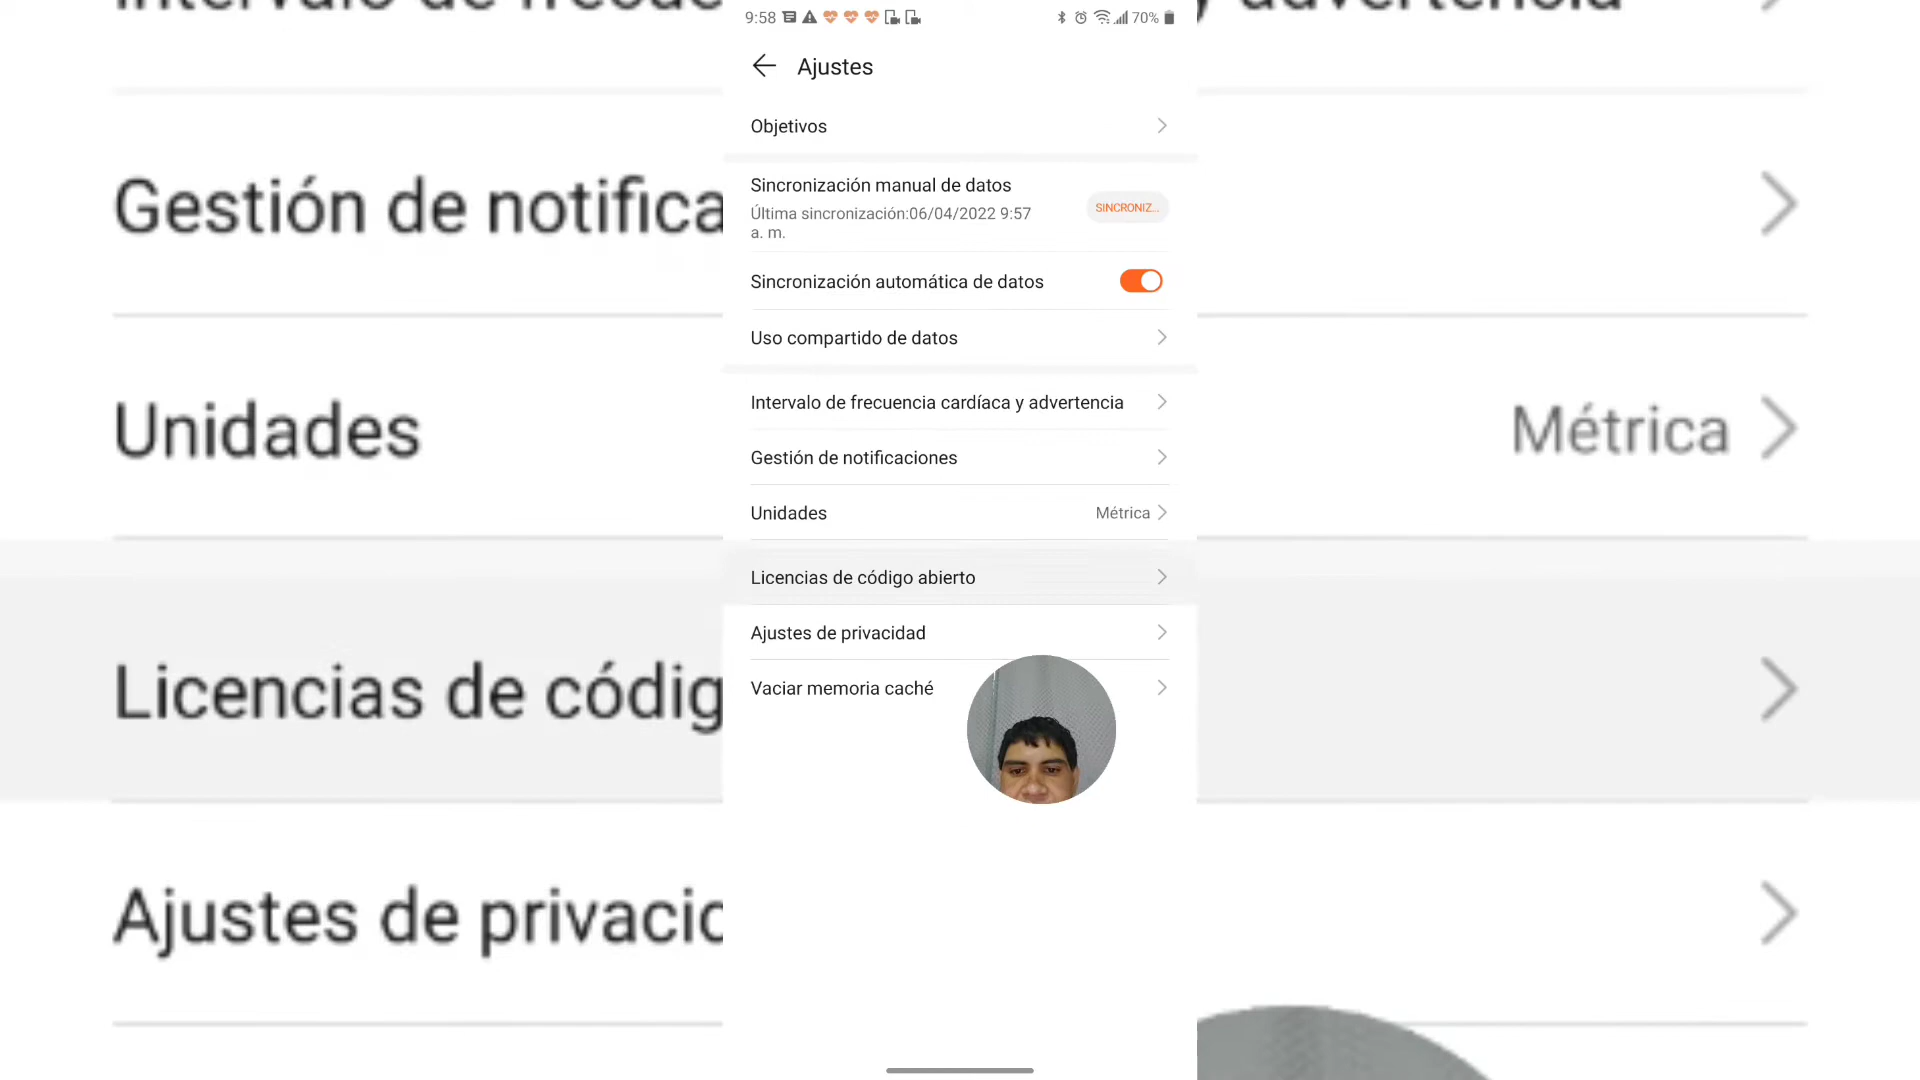 9:58
70%
Ajustes
Objetivos
Sincronización manual de datos
Última sincronización:06/04/2022 9:57
a. m.
SINCRONIZ...
Sincronización automática de datos
Uso compartido de datos
Intervalo de frecuencia cardíaca y advertencia
Gestión de notificaciones
Unidades
Métrica
Licencias de código abierto
Ajustes de privacidad
Vaciar memoria caché
y advertencia
Gestión de notifica
Unidades
Métrica
Licencias de códig
Ajustes de privacid